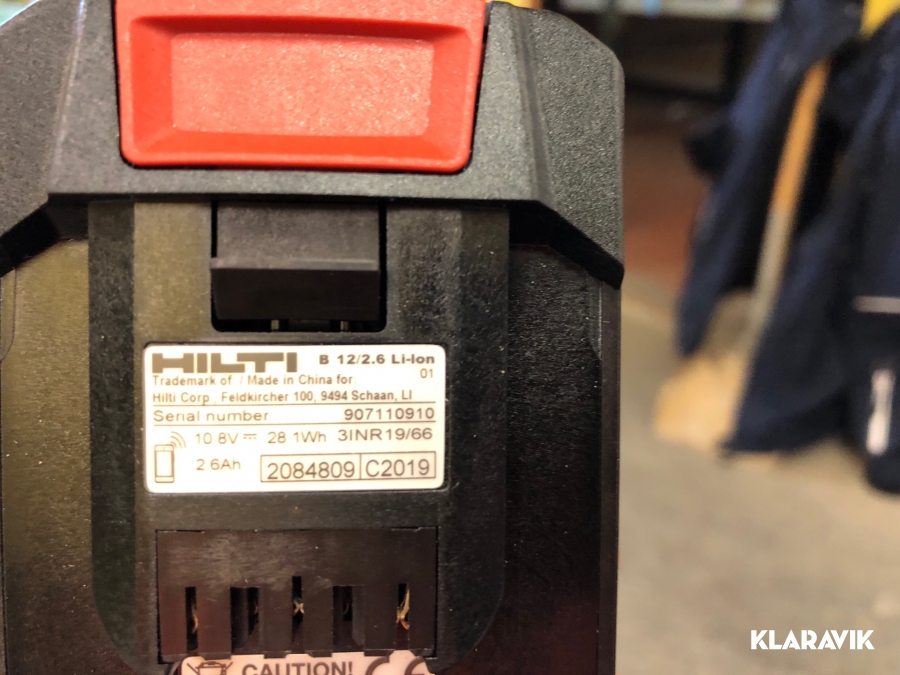 HILTI B 12/2.6 Li-Ion
01
Trademark of / Made in China for:
Hilti Corp., Feldkircher 100, 9494 Schaan, LI
Serial number 907110910
10.8V 28.1Wh 3INR19/66
2.6Ah 2084809 C2019
CAUTION! CE
KLARAVIK